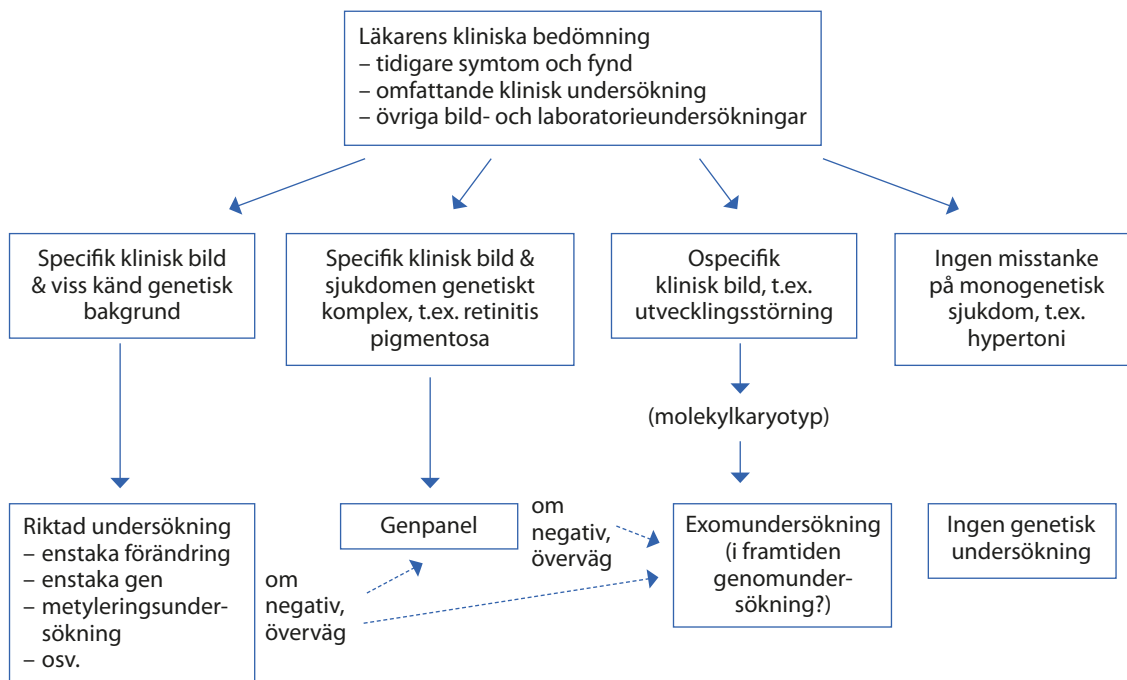 Läkarens kliniska bedömning
– tidigare symtom och fynd
– omfattande klinisk undersökning
– övriga bild- och laboratorieundersökningar
Specifik klinisk bild
& viss känd genetisk
bakgrund
Specifik klinisk bild &
sjukdomen genetiskt
komplex, t.ex. retinitis
pigmentosa
Ospecifik
klinisk bild, t.ex.
utvecklingsstörning
Ingen misstanke
på monogenetisk
sjukdom, t.ex.
hypertoni
(molekylkaryotyp)
Riktad undersökning
– enstaka förändring
– enstaka gen
– metyleringsunder-
sökning
– osv.
om
negativ,
överväg
Genpanel
om
negativ,
överväg
Exomundersökning
(i framtiden
genomunder-
sökning?)
Ingen genetisk
undersökning